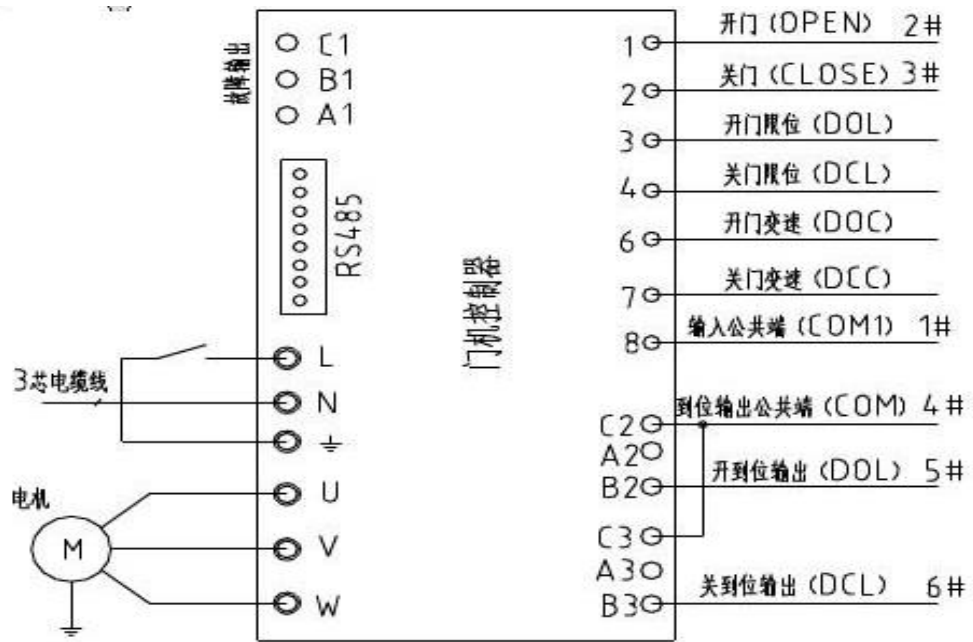 故障输出
C1
B1
A1
RS485
3芯电缆线
L
N
电机
M
U
V
W
门机控制器
1 开门 (OPEN) 2#
2 关门 (CLOSE) 3#
3 开门限位 (DOL)
4 关门限位 (DCL)
6 开门变速 (DOC)
7 关门变速 (DCC)
8 输入公共端 (COM1) 1#
C2 到位输出公共端 (COM) 4#
A2
B2 开到位输出 (DOL) 5#
C3
A3
B3 关到位输出 (DCL) 6#